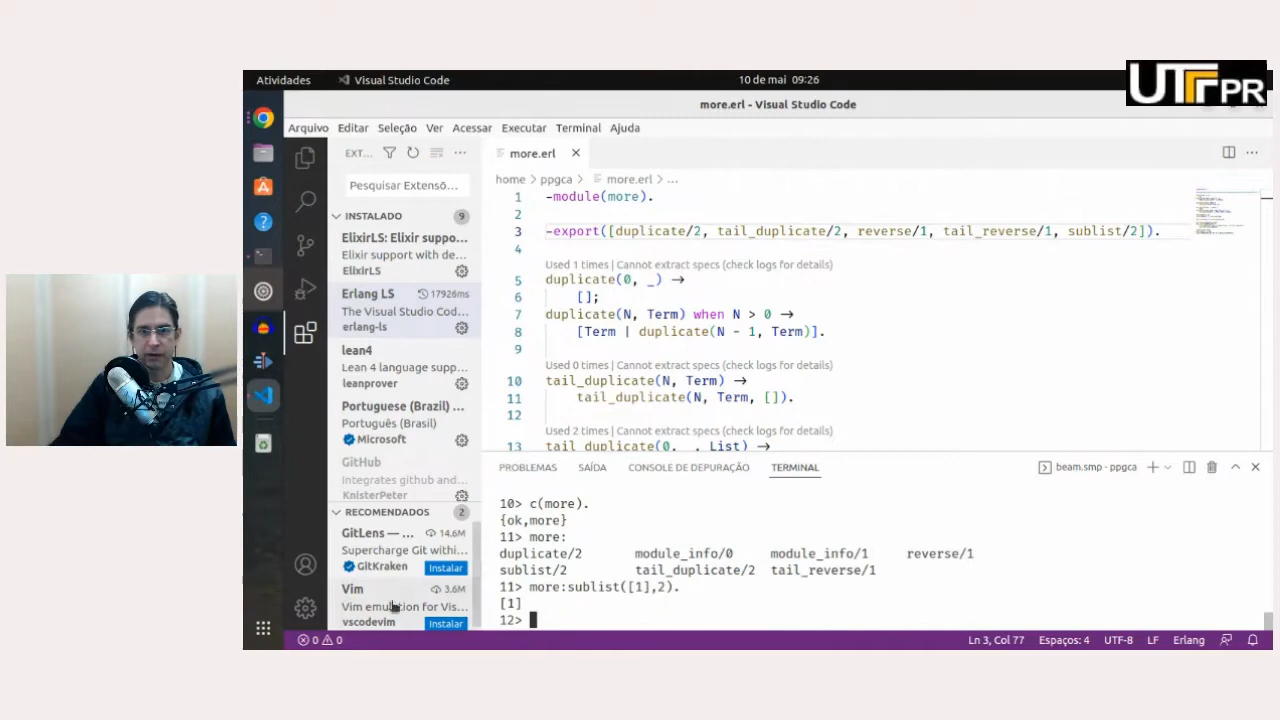 UTFPR
Atividades
Visual Studio Code
10 de mai 09:26
more.erl - Visual Studio Code
Arquivo Editar Seleção Ver Acessar Executar Terminal Ajuda
EXT...
more.erl
Pesquisar Extensõ...
home > ppgca > more.erl > ...
INSTALADO 9
ElixirLS: Elixir suppo...
Elixir support with de...
ElixirLS
Erlang LS 17926ms
The Visual Studio Cod...
erlang-ls
lean4
Lean 4 language supp...
leanprover
Portuguese (Brazil) ...
Português (Brasil)
Microsoft
GitHub
Integrates github and...
KnisterPeter
RECOMENDADOS 2
GitLens — ... 14.6M
Supercharge Git withi...
GitKraken Instalar
Vim 3.6M
Vim emulation for Vis...
vscodevim Instalar
1 -module(more).
2
-export([duplicate/2, tail_duplicate/2, reverse/1, tail_reverse/1, sublist/2]).
4
Used 1 times | Cannot extract specs (check logs for details)
5 duplicate(0, _) ->
6 [];
7 duplicate(N, Term) when N > 0 ->
8 [Term | duplicate(N - 1, Term)].
9
Used 0 times | Cannot extract specs (check logs for details)
10 tail_duplicate(N, Term) ->
11 tail_duplicate(N, Term, []).
12
Used 2 times | Cannot extract specs (check logs for details)
13 tail_duplicate(0, _, List) ->
PROBLEMAS SAÍDA CONSOLE DE DEPURAÇÃO TERMINAL
beam.smp - ppgca
10> c(more).
{ok,more}
11> more:
duplicate/2 module_info/0 module_info/1 reverse/1
sublist/2 tail_duplicate/2 tail_reverse/1
11> more:sublist([1],2).
[1]
12>
0 0
Ln 3, Col 77 Espaços: 4 UTF-8 LF Erlang